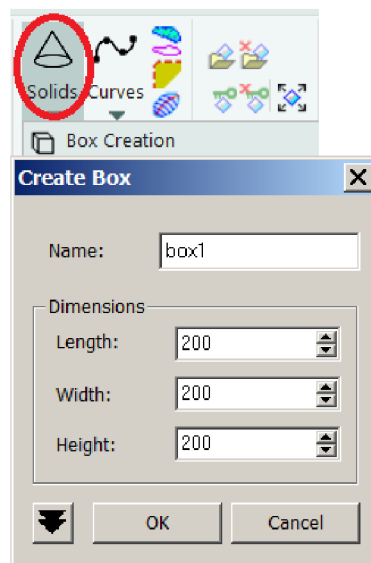 Solids Curves
Box Creation
Create Box
Name: box1
Dimensions
Length: 200
Width: 200
Height: 200
OK Cancel